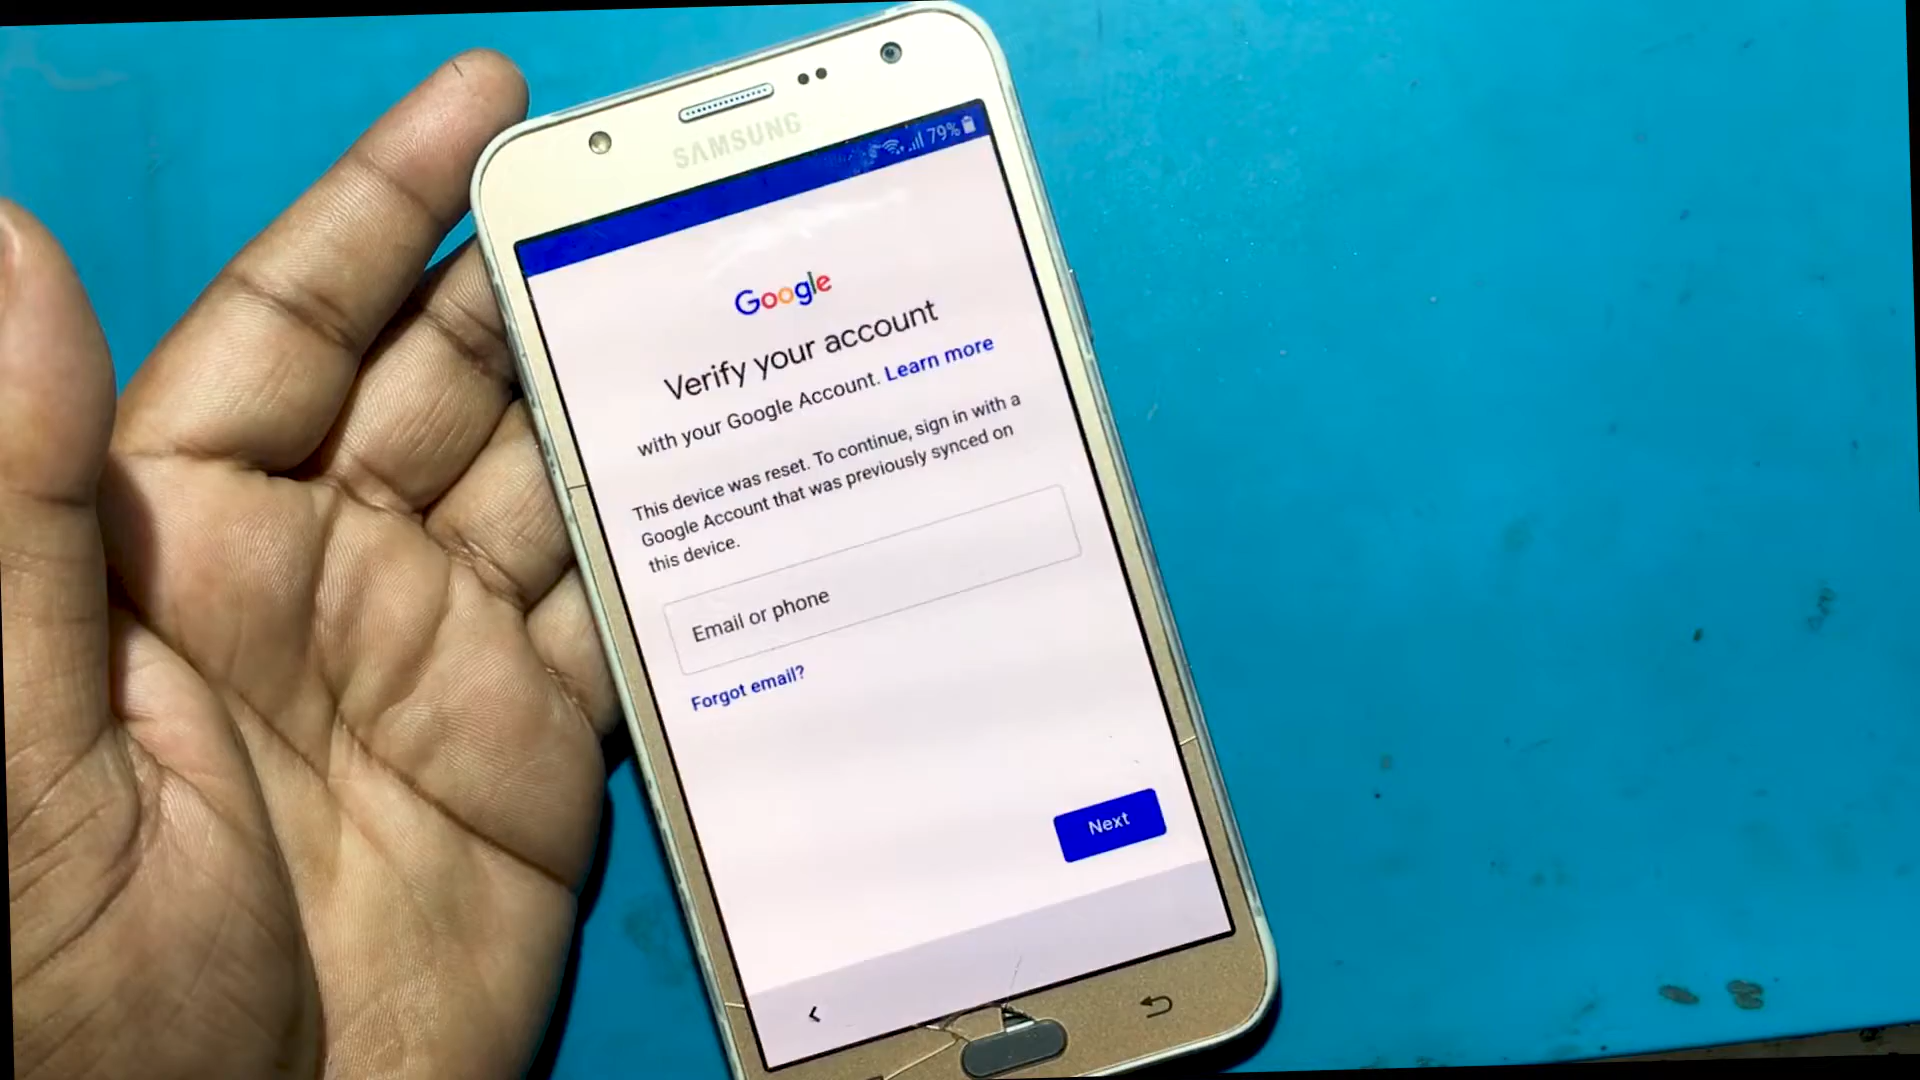 SAMSUNG
79%
Google
Verify your account
with your Google Account. Learn more
This device was reset. To continue, sign in with a
Google Account that was previously synced on
this device.
Email or phone
Forgot email?
Next